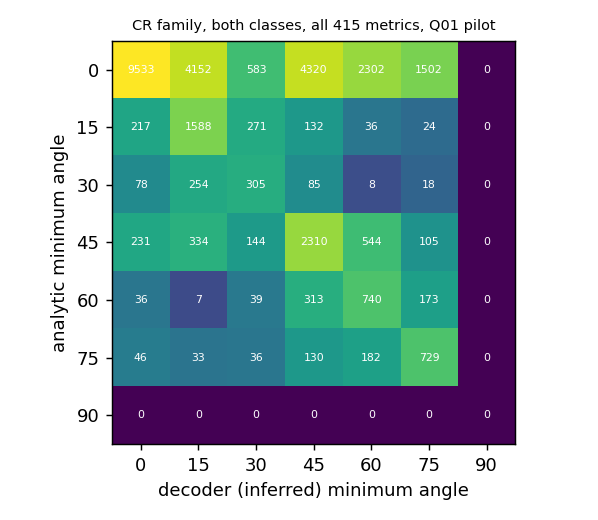 CR family, both classes, all 415 metrics, Q01 pilot
analytic minimum angle
0 9533 4152 583 4320 2302 1502 0
15 217 1588 271 132 36 24 0
30 78 254 305 85 8 18 0
45 231 334 144 2310 544 105 0
60 36 7 39 313 740 173 0
75 46 33 36 130 182 729 0
90 0 0 0 0 0 0 0
0 15 30 45 60 75 90
decoder (inferred) minimum angle